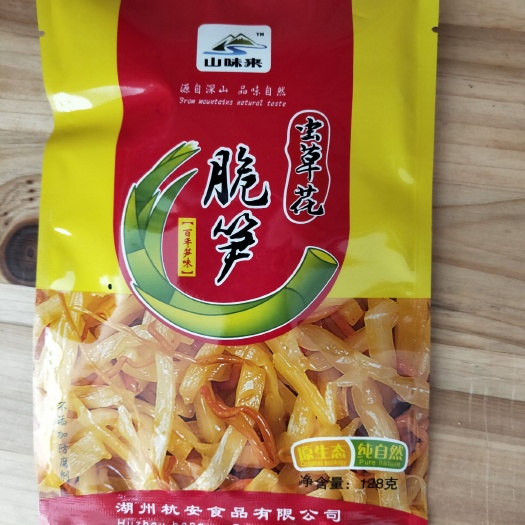 TM
山味来
源自深山 品味自然
From mountains natural taste
虫草花
脆笋
【百年笋味】
原生态
纯自然
Pure nature
净含量：128克
湖州杭安食品有限公司